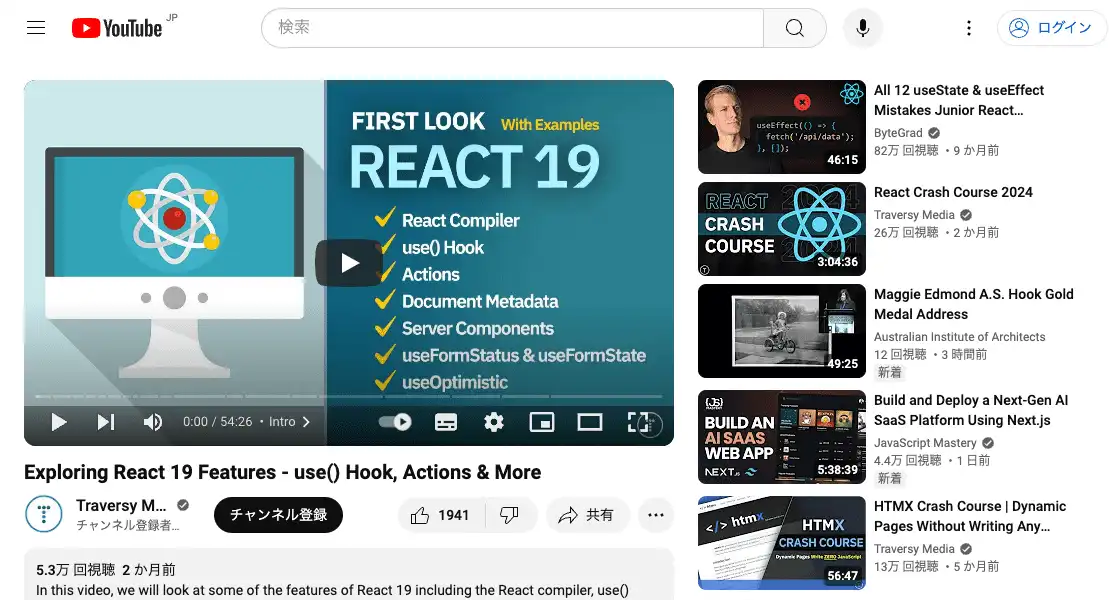 YouTube JP
検索
ログイン
FIRST LOOK With Examples
REACT 19
React Compiler
use() Hook
Actions
Document Metadata
Server Components
useFormStatus & useFormState
useOptimistic
0:00 / 54:26 • Intro
Exploring React 19 Features - use() Hook, Actions & More
Traversy M...
チャンネル登録者...
チャンネル登録
1941
共有
5.3万 回視聴 2 か月前
In this video, we will look at some of the features of React 19 including the React compiler, use()
useEffect(() => {
fetch('/api/data');
}, []);
46:15
All 12 useState & useEffect
Mistakes Junior React...
ByteGrad
82万 回視聴 • 9 か月前
REACT
CRASH
COURSE
2024
3:04:36
React Crash Course 2024
Traversy Media
26万 回視聴 • 2 か月前
49:25
Maggie Edmond A.S. Hook Gold
Medal Address
Australian Institute of Architects
12 回視聴 • 3 時間前
新着
BUILD AN
AI SAAS
WEB APP
NEXT.JS
5:38:39
Build and Deploy a Next-Gen AI
SaaS Platform Using Next.js
JavaScript Mastery
4.4万 回視聴 • 1 日前
新着
</> htmx
HTMX
CRASH COURSE
Dynamic Pages Write ZERO JavaScript
56:47
HTMX Crash Course | Dynamic
Pages Without Writing Any...
Traversy Media
13万 回視聴 • 5 か月前